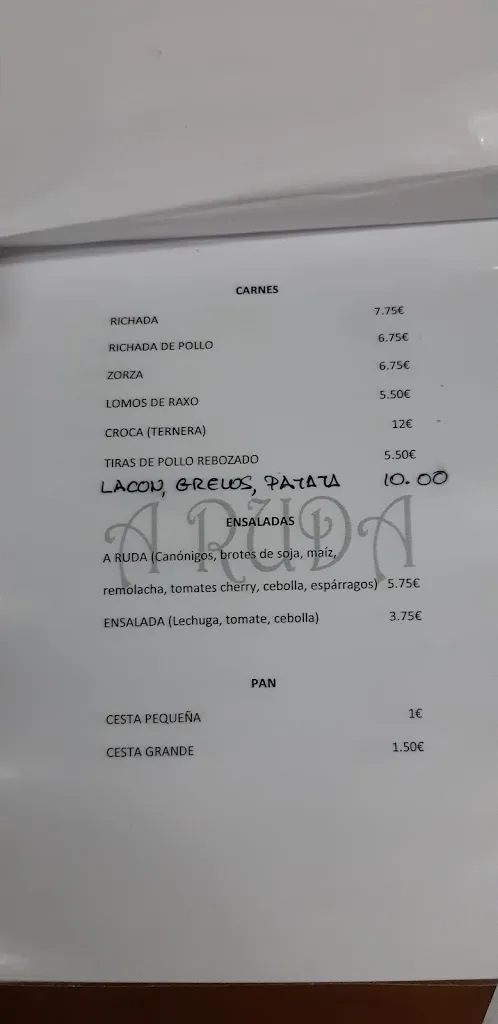 CARNES
RICHADA 7.75€
RICHADA DE POLLO 6.75€
ZORZA 6.75€
LOMOS DE RAXO 5.50€
CROCA (TERNERA) 12€
TIRAS DE POLLO REBOZADO 5.50€
LACON, GRELOS, PATATA 10.00
A RUDA
ENSALADAS
A RUDA (Canónigos, brotes de soja, maíz,
remolacha, tomates cherry, cebolla, espárragos) 5.75€
ENSALADA (Lechuga, tomate, cebolla) 3.75€
PAN
CESTA PEQUEÑA 1€
CESTA GRANDE 1.50€